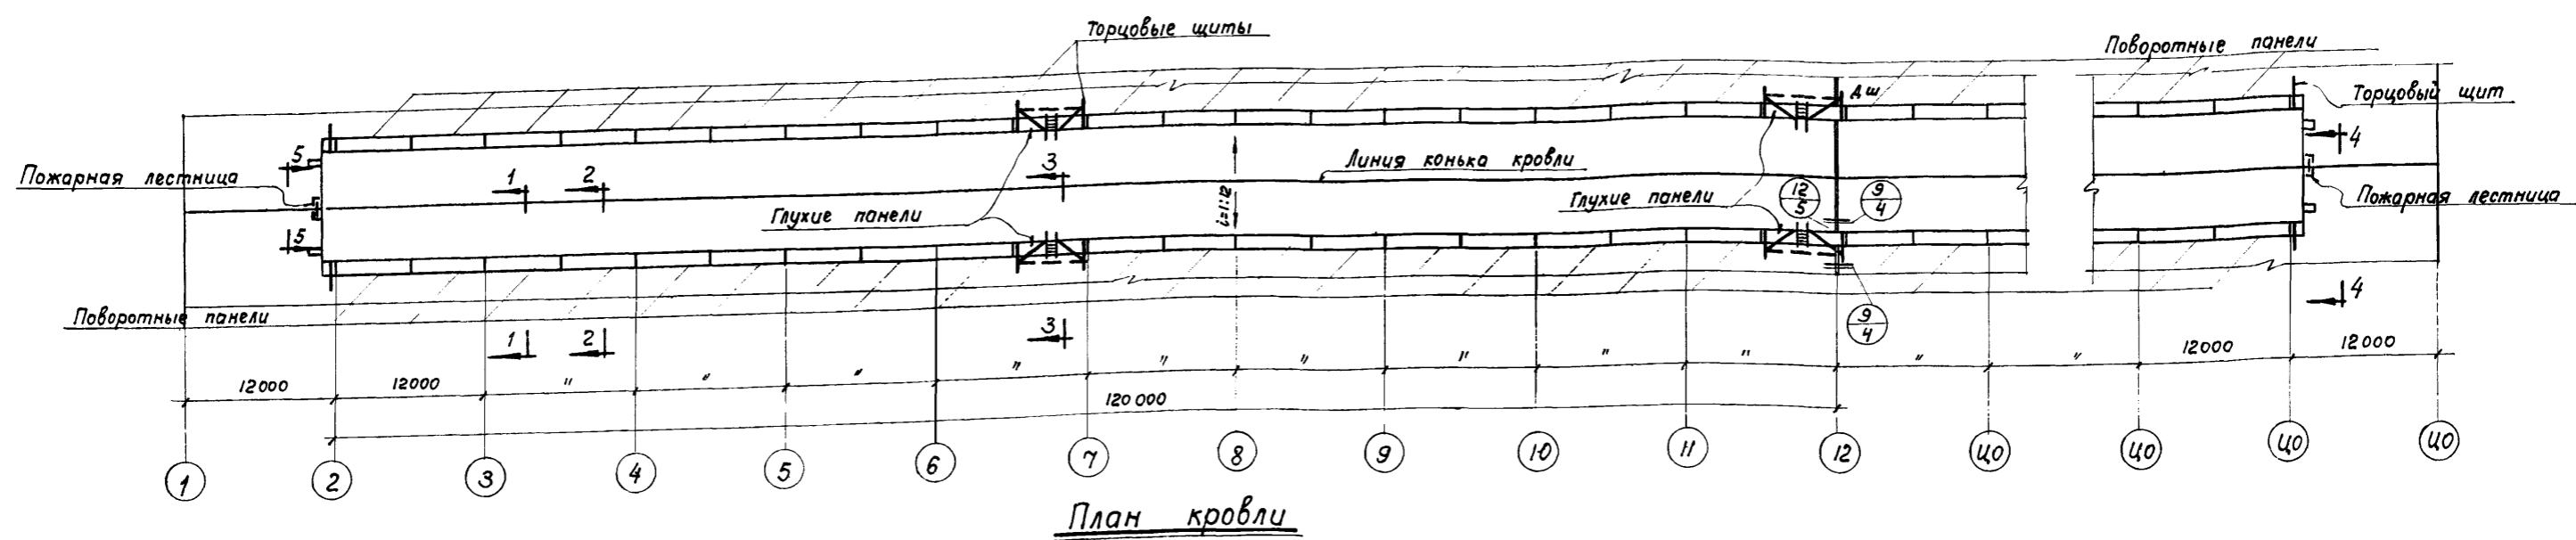 Торцовые щиты
Поворотные панели
Дш
Торцовый щит
5
4
Пожарная лестница
1
2
3
Линия конька кровли
i=1:12
Глухие панели
Глухие панели
12
5
9
4
Пожарная лестница
5
Поворотные панели
1
2
3
9
4
4
12000
12000
"
"
"
"
"
"
"
"
"
"
"
12000
12000
120 000
1
2
3
4
5
6
7
8
9
10
11
12
ЦО
ЦО
ЦО
ЦО
План кровли